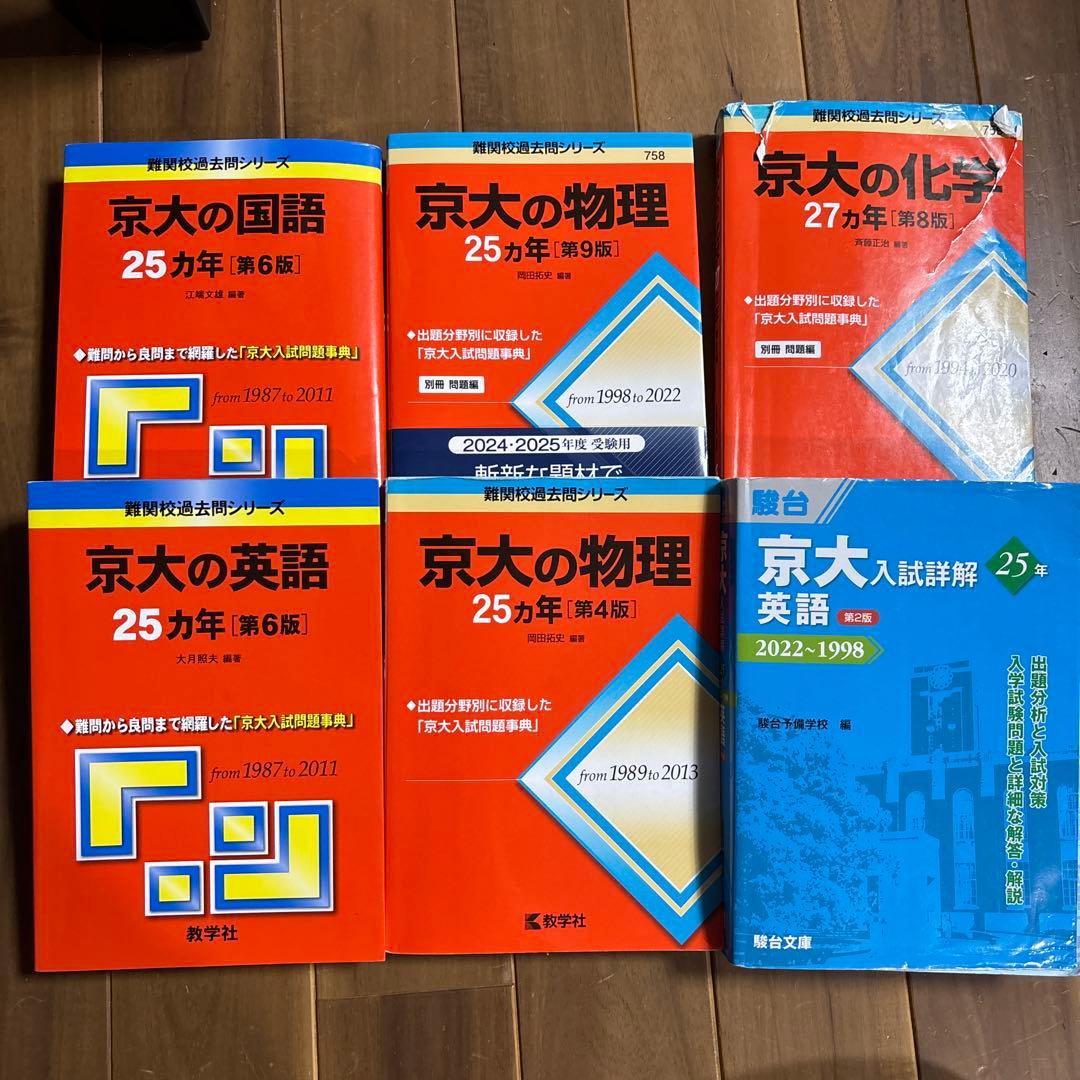 難関校過去問シリーズ
京大の国語
25カ年[第6版]
江端文雄 編著
◆難問から良問まで網羅した「京大入試問題事典」
from 1987 to 2011
難関校過去問シリーズ
758
京大の物理
25カ年[第9版]
岡田拓史 編著
◆出題分野別に収録した
「京大入試問題事典」
別冊 問題編
from 1998 to 2022
2024・2025年度 受験用
斬新な題材で
難関校過去問シリーズ
京大の化学
27カ年[第8版]
斉藤正治 編著
◆出題分野別に収録した
「京大入試問題事典」
別冊 問題編
from 1994 to 2020
難関校過去問シリーズ
京大の英語
25カ年[第6版]
大月照夫 編著
◆難問から良問まで網羅した「京大入試問題事典」
from 1987 to 2011
教学社
難関校過去問シリーズ
京大の物理
25カ年[第4版]
岡田拓史 編著
◆出題分野別に収録した
「京大入試問題事典」
from 1989 to 2013
教学社
駿台
京大入試詳解
25年
英語 第2版
2022~1998
駿台予備学校 編
出題分析と入試対策
入学試験問題と詳細な解答・解説
駿台文庫